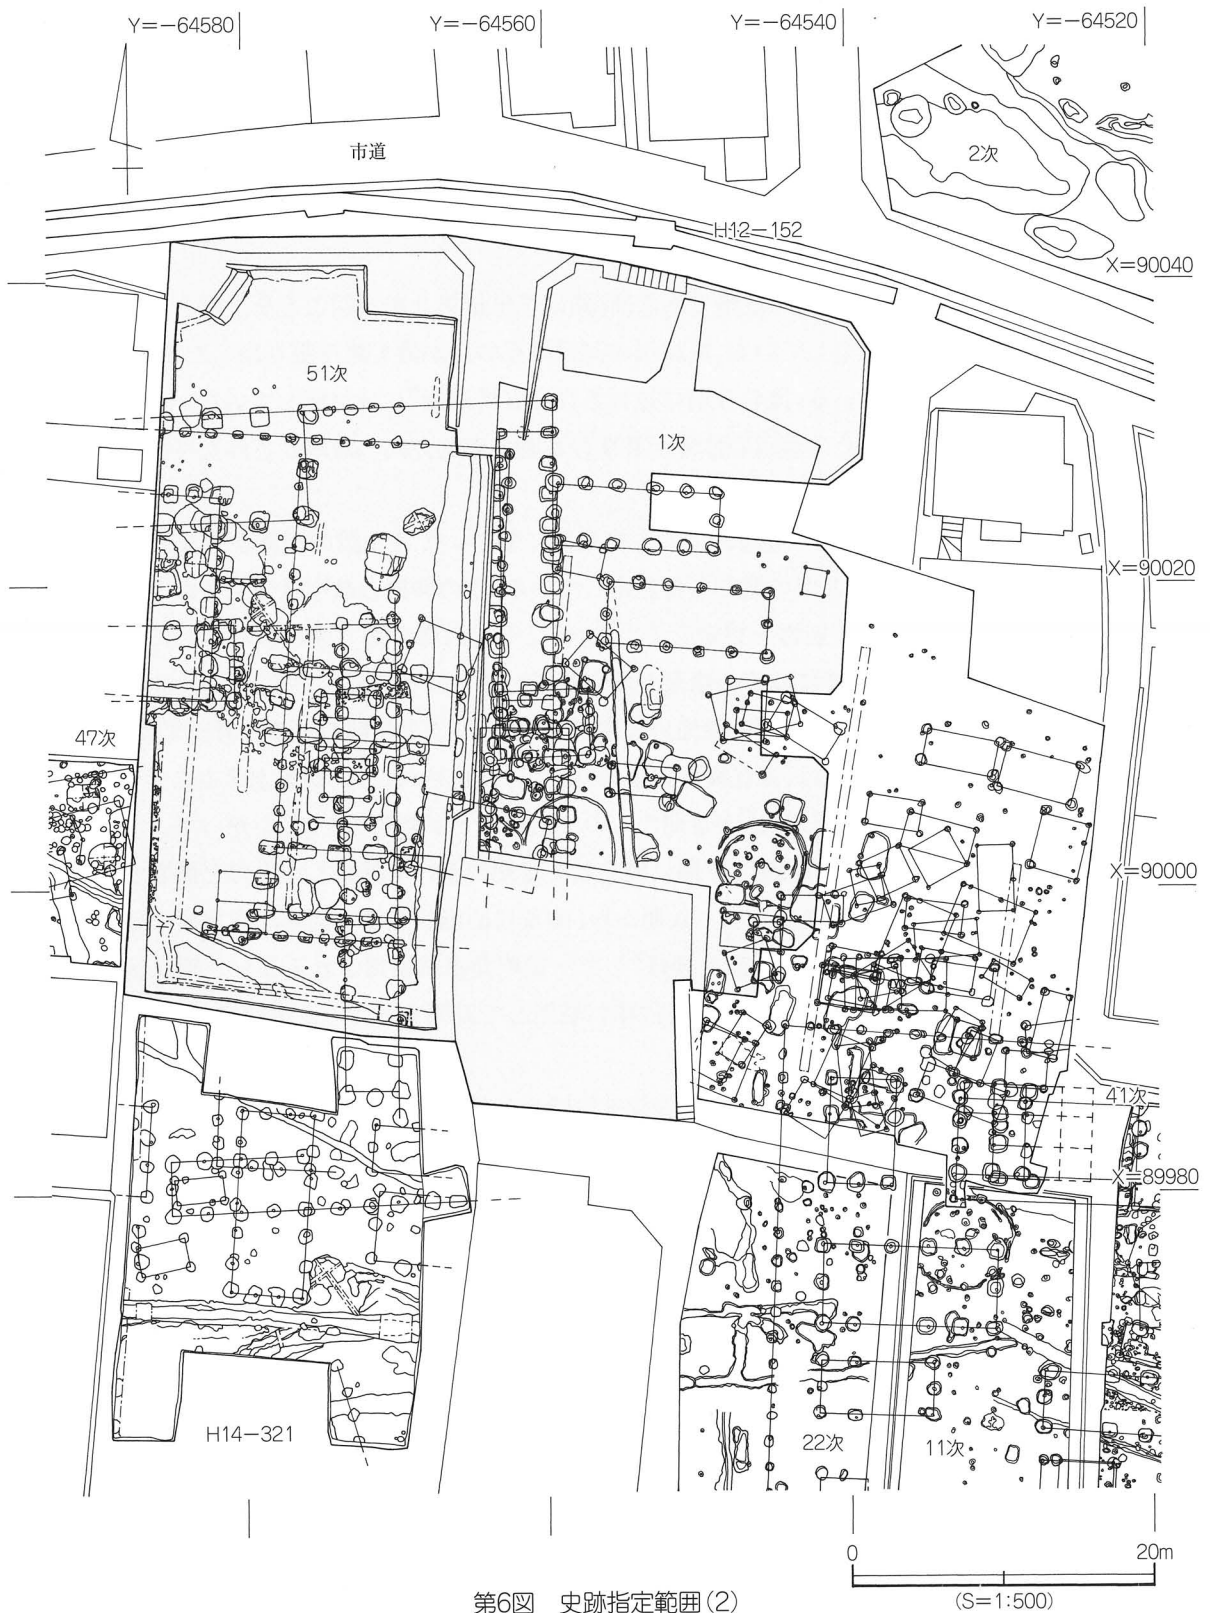 Y=−64580
Y=−64560
Y=−64540
Y=−64520
市道
2次
H12−152
X=90040
51次
1次
X=90020
47次
X=90000
41次
X=89980
H14−321
22次
11次
0
20m
(S=1:500)
第6図 史跡指定範囲(2)